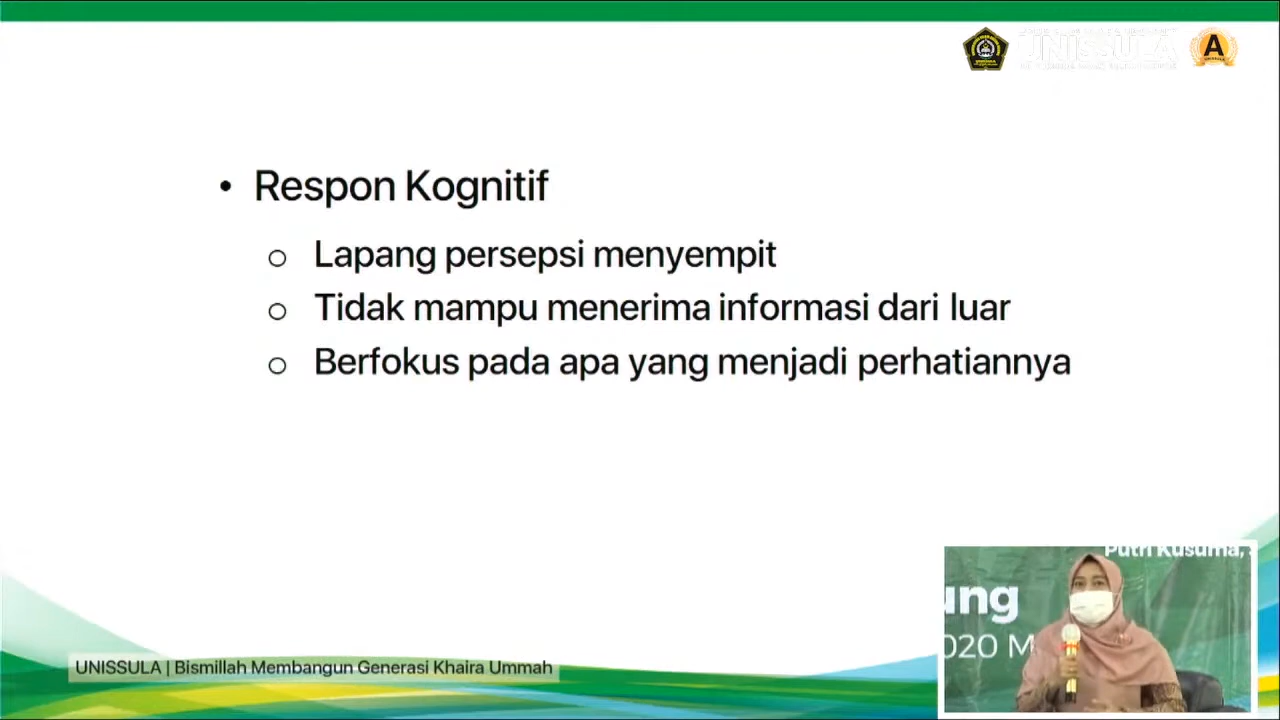 UNISSULA
A
• Respon Kognitif
o Lapang persepsi menyempit
o Tidak mampu menerima informasi dari luar
o Berfokus pada apa yang menjadi perhatiannya
Putri Kusuma,
ung
020 M
UNISSULA | Bismillah Membangun Generasi Khaira Ummah